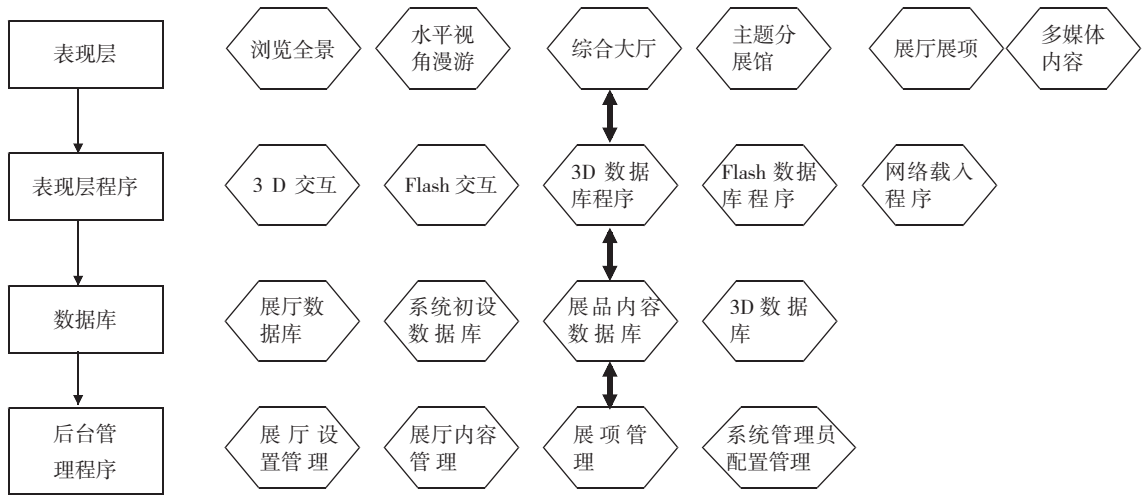 表现层
浏览全景
水平视
角漫游
综合大厅
主题分
展馆
展厅展项
多媒体
内容
表现层程序
3 D 交互
Flash 交互
3D 数据
库程序
Flash 数据
库 程 序
网络载入
程 序
数据库
展厅数
据库
系统初设
数 据 库
展品内容
数 据 库
3D 数 据
库
后台管
理程序
展 厅 设
置管 理
展厅内容
管 理
展 项 管
理
系统管理员
配置管理